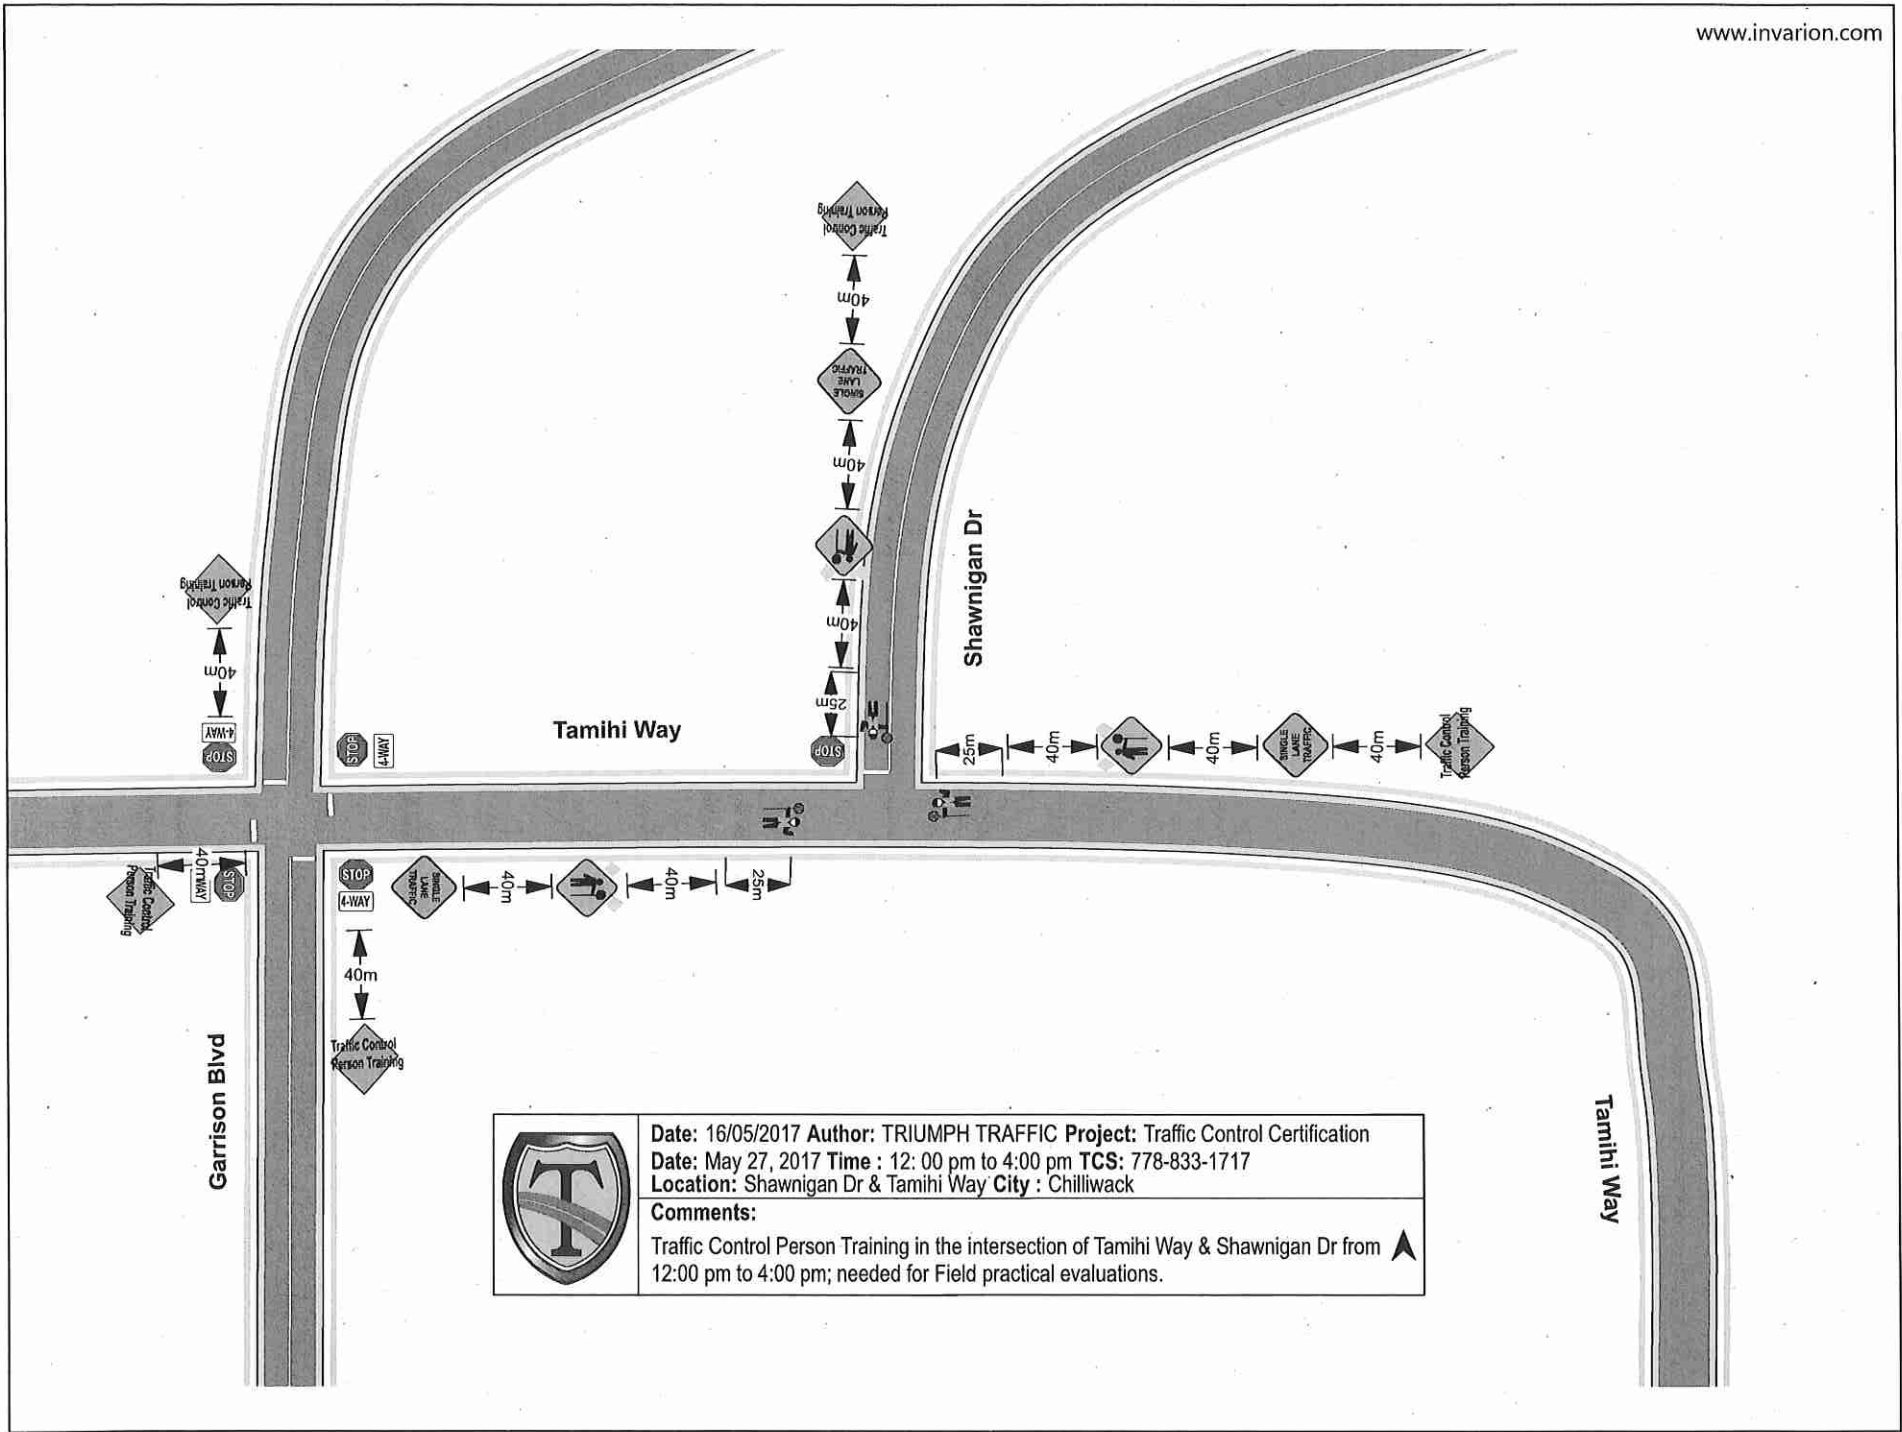 www.invarion.com
Traffic Control
Person Training
40m
SINGLE
LANE
TRAFFIC
40m
40m
25m
STOP
Shawnigan Dr
Traffic Control
Person Training
40m
4-WAY
STOP
STOP
4-WAY
Tamihi Way
25m
40m
40m
SINGLE
LANE
TRAFFIC
40m
Traffic Control
Person Training
Traffic Control
Person Training
40m
WAY
STOP
STOP
4-WAY
SINGLE
LANE
TRAFFIC
40m
40m
25m
40m
Traffic Control
Person Training
Garrison Blvd
Tamihi Way
T
Date: 16/05/2017 Author: TRIUMPH TRAFFIC Project: Traffic Control Certification
Date: May 27, 2017 Time : 12: 00 pm to 4:00 pm TCS: 778-833-1717
Location: Shawnigan Dr & Tamihi Way City : Chilliwack
Comments:
Traffic Control Person Training in the intersection of Tamihi Way & Shawnigan Dr from
12:00 pm to 4:00 pm; needed for Field practical evaluations.